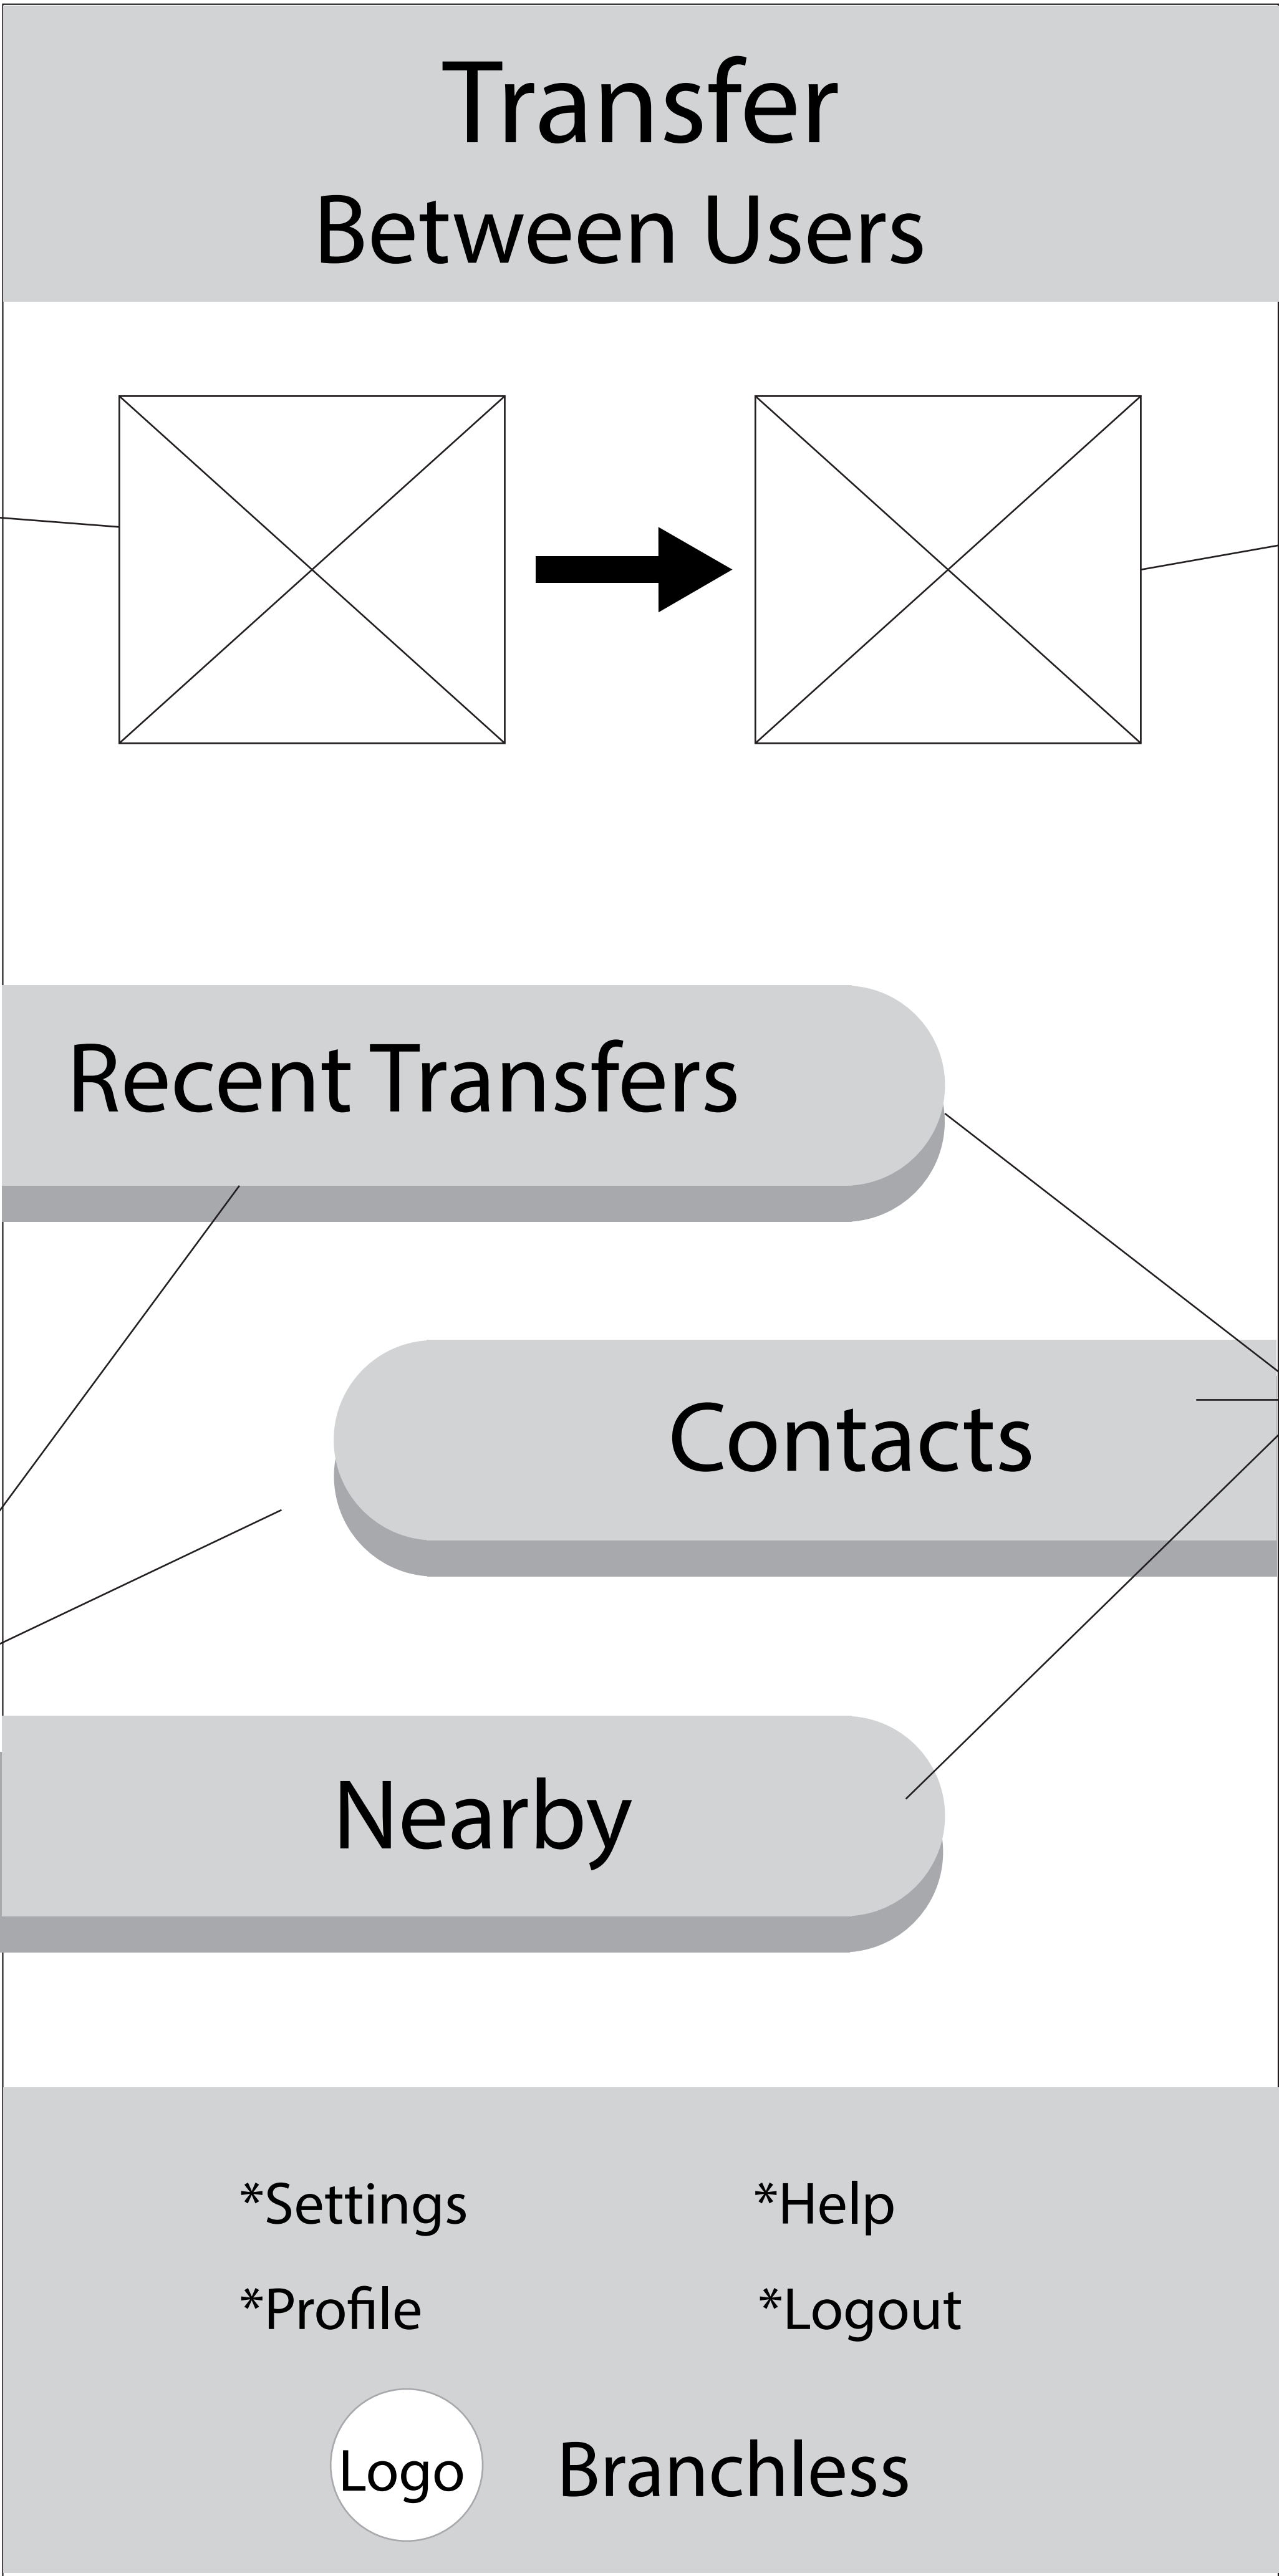 Transfer
Between Users
Recent Transfers
Contacts
Nearby
*Settings
*Help
*Profile
*Logout
Logo
Branchless